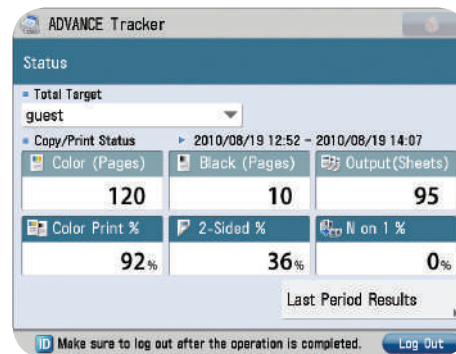 ADVANCE Tracker
Status
Total Target
guest
Copy/Print Status 2010/08/19 12:52 - 2010/08/19 14:07
Color (Pages) Black (Pages) Output(Sheets)
120 10 95
Color Print % 2-Sided % N on 1 %
92% 36% 0%
Last Period Results
ID Make sure to log out after the operation is completed. Log Out